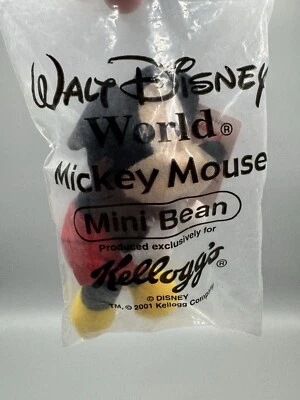 WALT DISNEY
World®
Mickey Mouse
Mini Bean
Produced exclusively for
Kellogg's®
© DISNEY
TM, © 2001 Kellogg Company